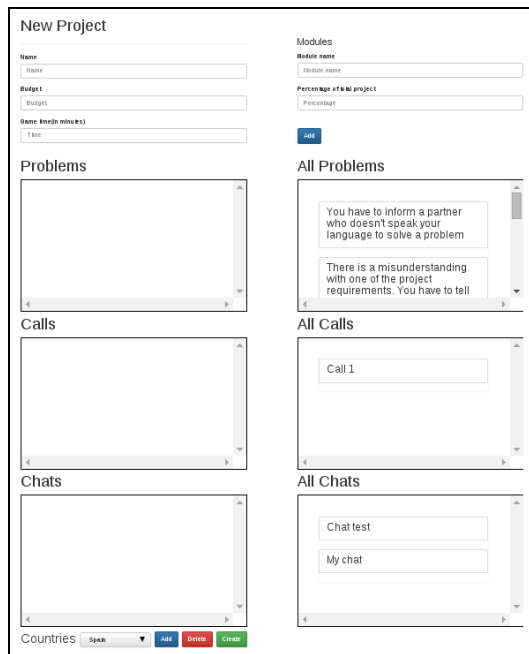 New Project
Name
Name
Budget
Budget
Game time(in minutes)
Time
Modules
Module name
Module name
Percentage of total project
Percentage
Add
Problems
All Problems
You have to inform a partner
who doesn't speak your
language to solve a problem
There is a misunderstanding
with one of the project
requirements. You have to tell
Calls
All Calls
Call 1
Chats
All Chats
Chat test
My chat
Countries
Spain
Add
Delete
Create